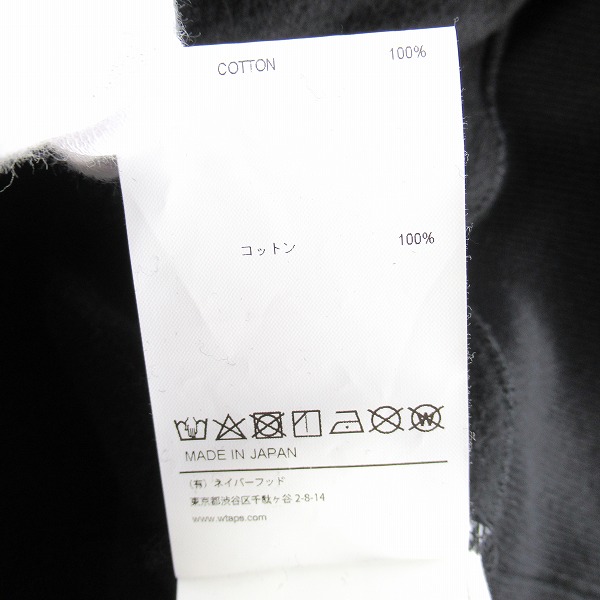 COTTON 100%
コットン 100%
MADE IN JAPAN
(有) ネイバーフッド
東京都渋谷区千駄ヶ谷 2-8-14
www.wtaps.com